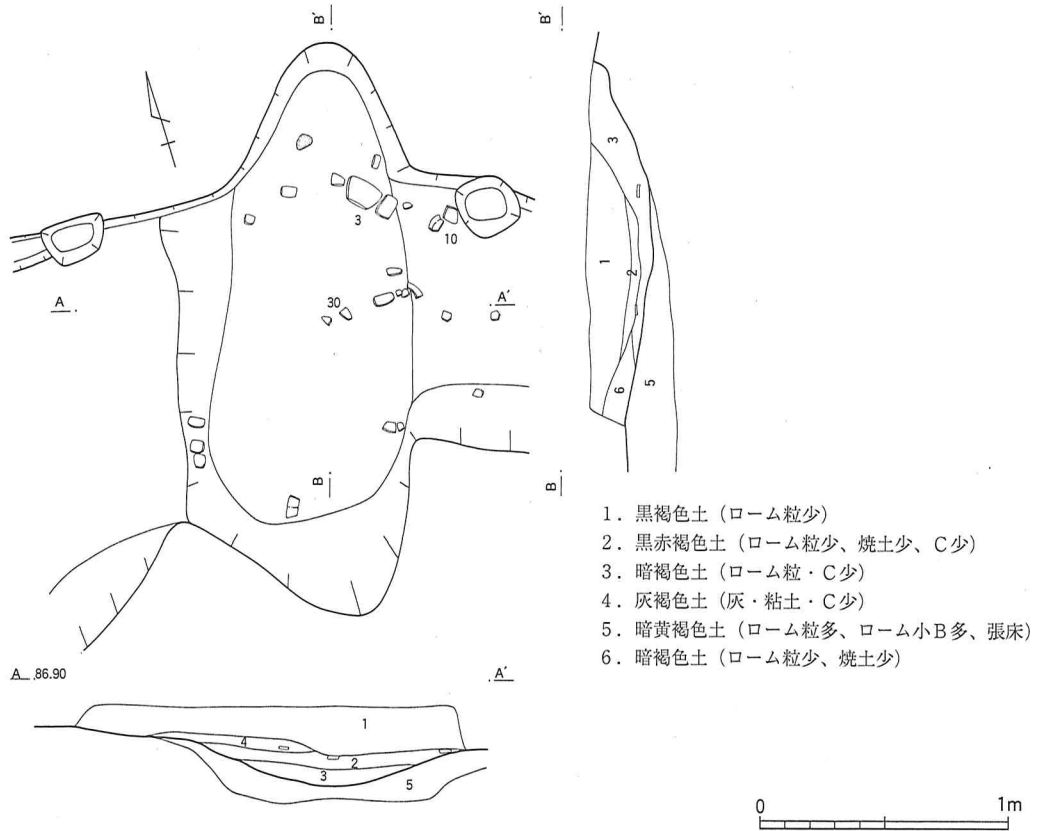 B'
B'
3
3
10
1
2
30
A
A'
6
5
B
B
1．黒褐色土（ローム粒少）
2．黒赤褐色土（ローム粒少、焼土少、C少）
3．暗褐色土（ローム粒・C少）
4．灰褐色土（灰・粘土・C少）
5．暗黄褐色土（ローム粒多、ローム小B多、張床）
6．暗褐色土（ローム粒少、焼土少）
A 86.90
A'
1
4
2
3
5
0
1m